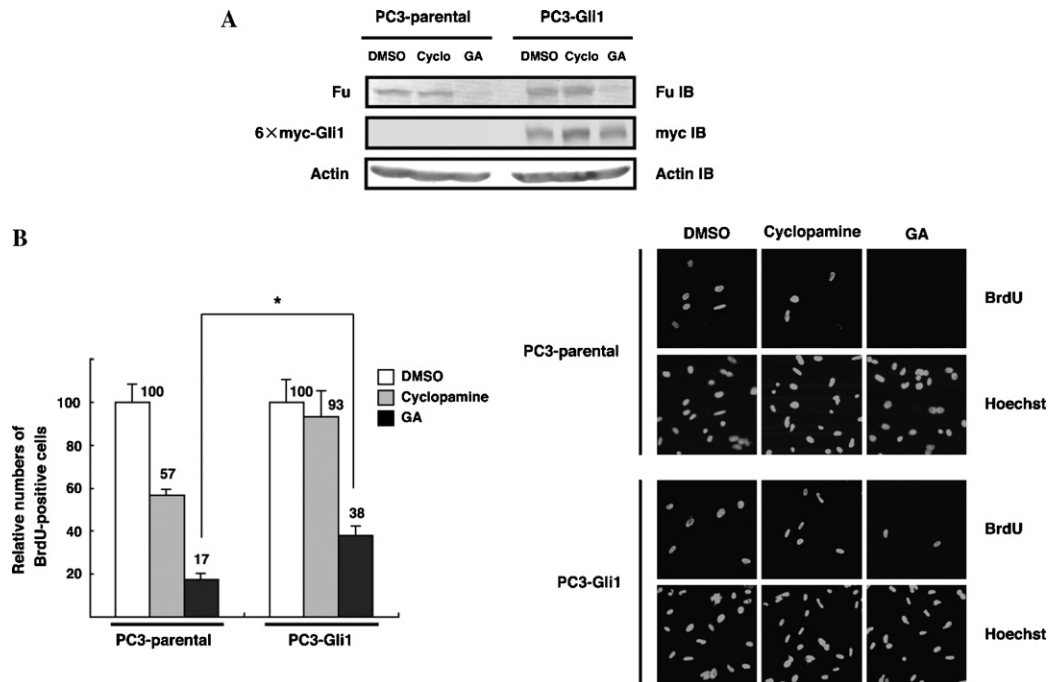 A
PC3-parental PC3-Gli1
DMSO Cyclo GA DMSO Cyclo GA
Fu Fu IB
6×myc-Gli1 myc IB
Actin Actin IB
B
Relative numbers of
BrdU-positive cells
100
80
60
40
20
100
57
17
*
100
93
38
DMSO
Cyclopamine
GA
PC3-parental PC3-Gli1
DMSO Cyclopamine GA
PC3-parental
BrdU
Hoechst
PC3-Gli1
BrdU
Hoechst